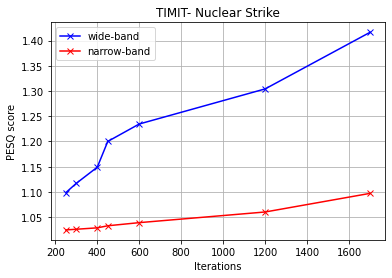 TIMIT- Nuclear Strike
wide-band
narrow-band
1.40
1.35
1.30
1.25
1.20
1.15
1.10
1.05
PESQ score
200 400 600 800 1000 1200 1400 1600
Iterations